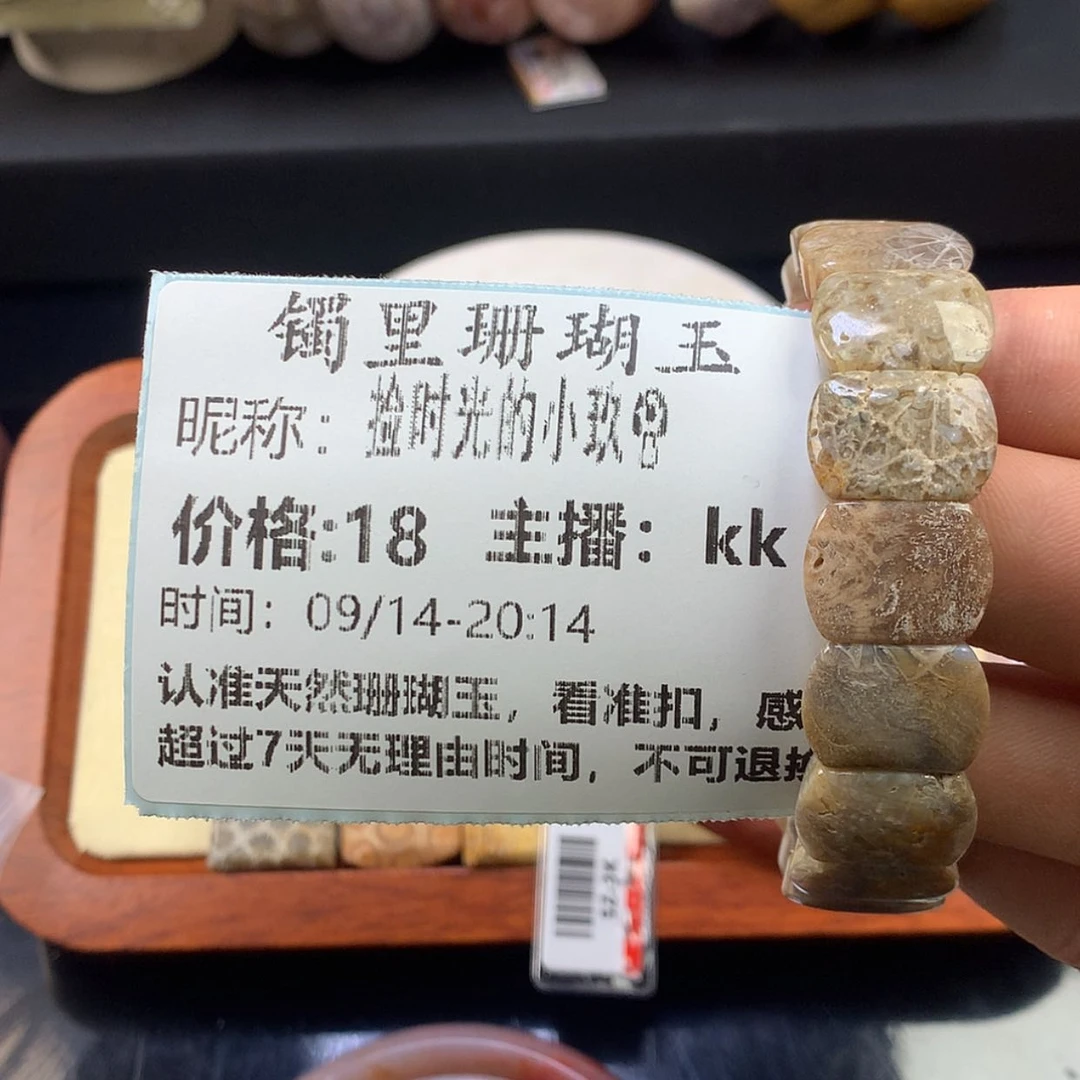 镯里珊瑚玉
昵称：捡时光的小玖
价格:18 主播：kk
时间：09/14-20:14
认准天然珊瑚玉，看准扣，感
超过7天无理由时间，不可退换